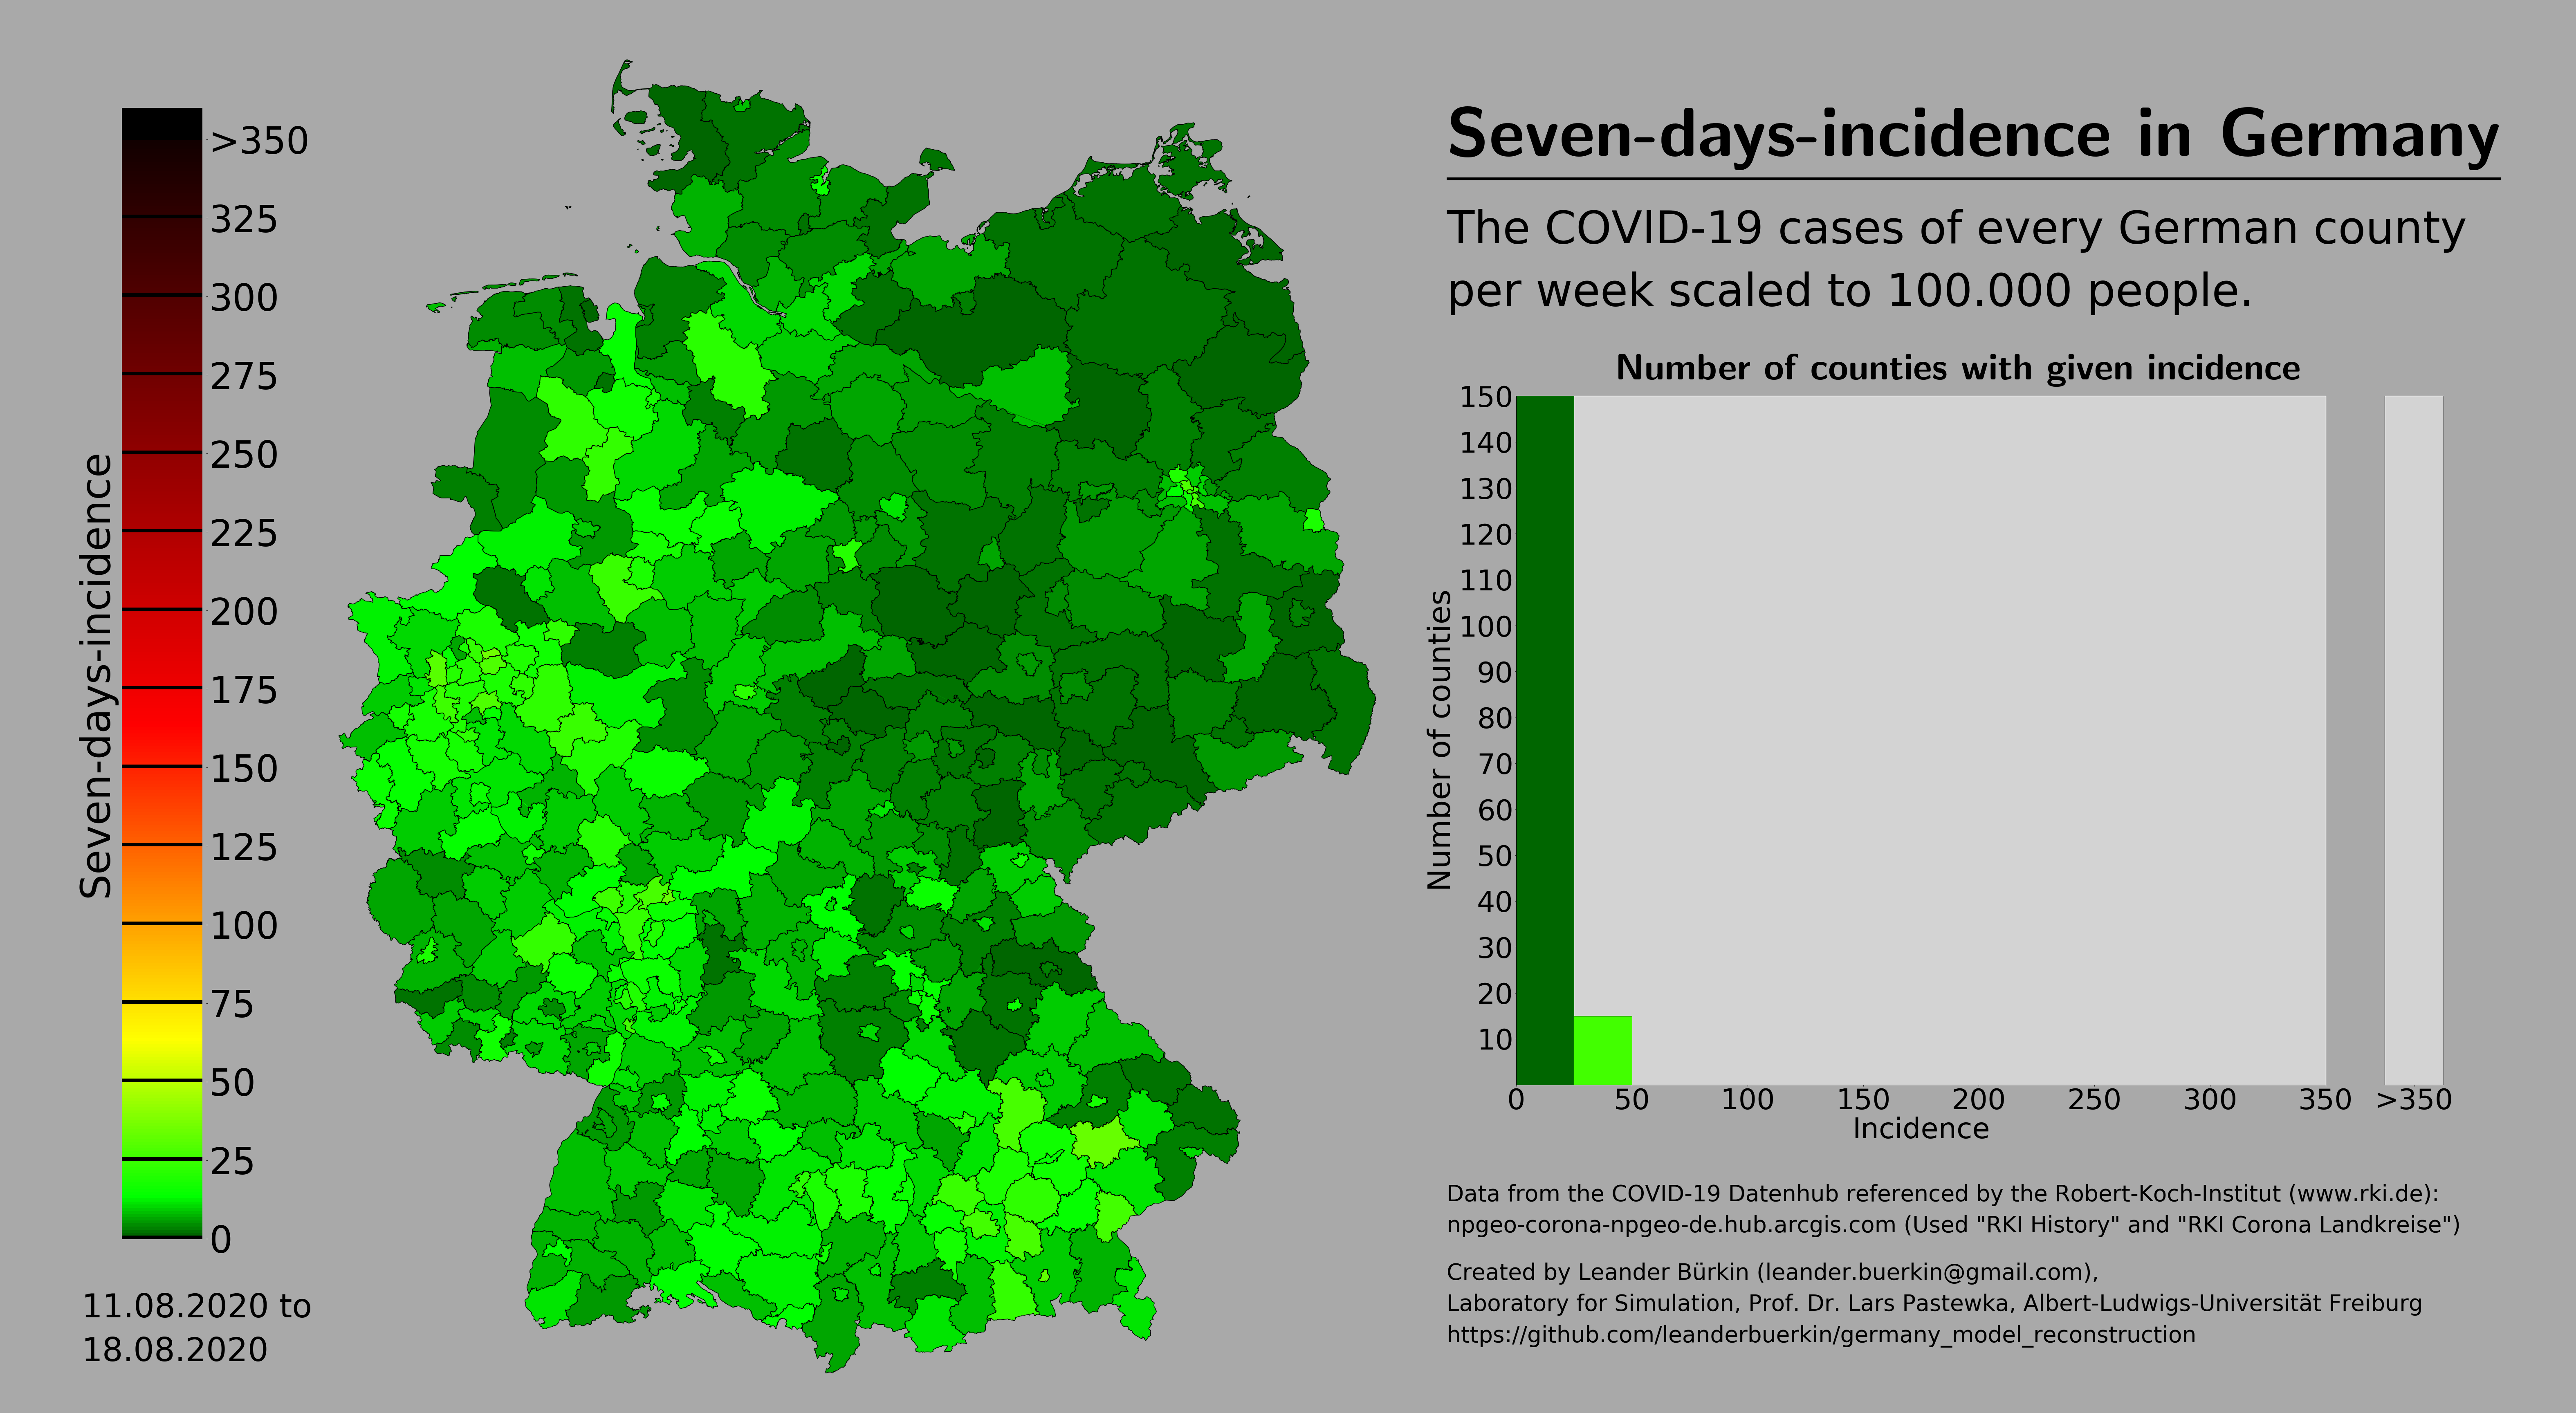 Seven-days-incidence in Germany
The COVID-19 cases of every German county
per week scaled to 100.000 people.
Seven-days-incidence
>350
325
300
275
250
225
200
175
150
125
100
75
50
25
0
11.08.2020 to
18.08.2020
Number of counties with given incidence
Number of counties
150
140
130
120
110
100
90
80
70
60
50
40
30
20
10
0 50 100 150 200 250 300 350 >350
Incidence
Data from the COVID-19 Datenhub referenced by the Robert-Koch-Institut (www.rki.de):
npgeo-corona-npgeo-de.hub.arcgis.com (Used "RKI History" and "RKI Corona Landkreise")
Created by Leander Bürkin (leander.buerkin@gmail.com),
Laboratory for Simulation, Prof. Dr. Lars Pastewka, Albert-Ludwigs-Universität Freiburg
https://github.com/leanderbuerkin/germany_model_reconstruction